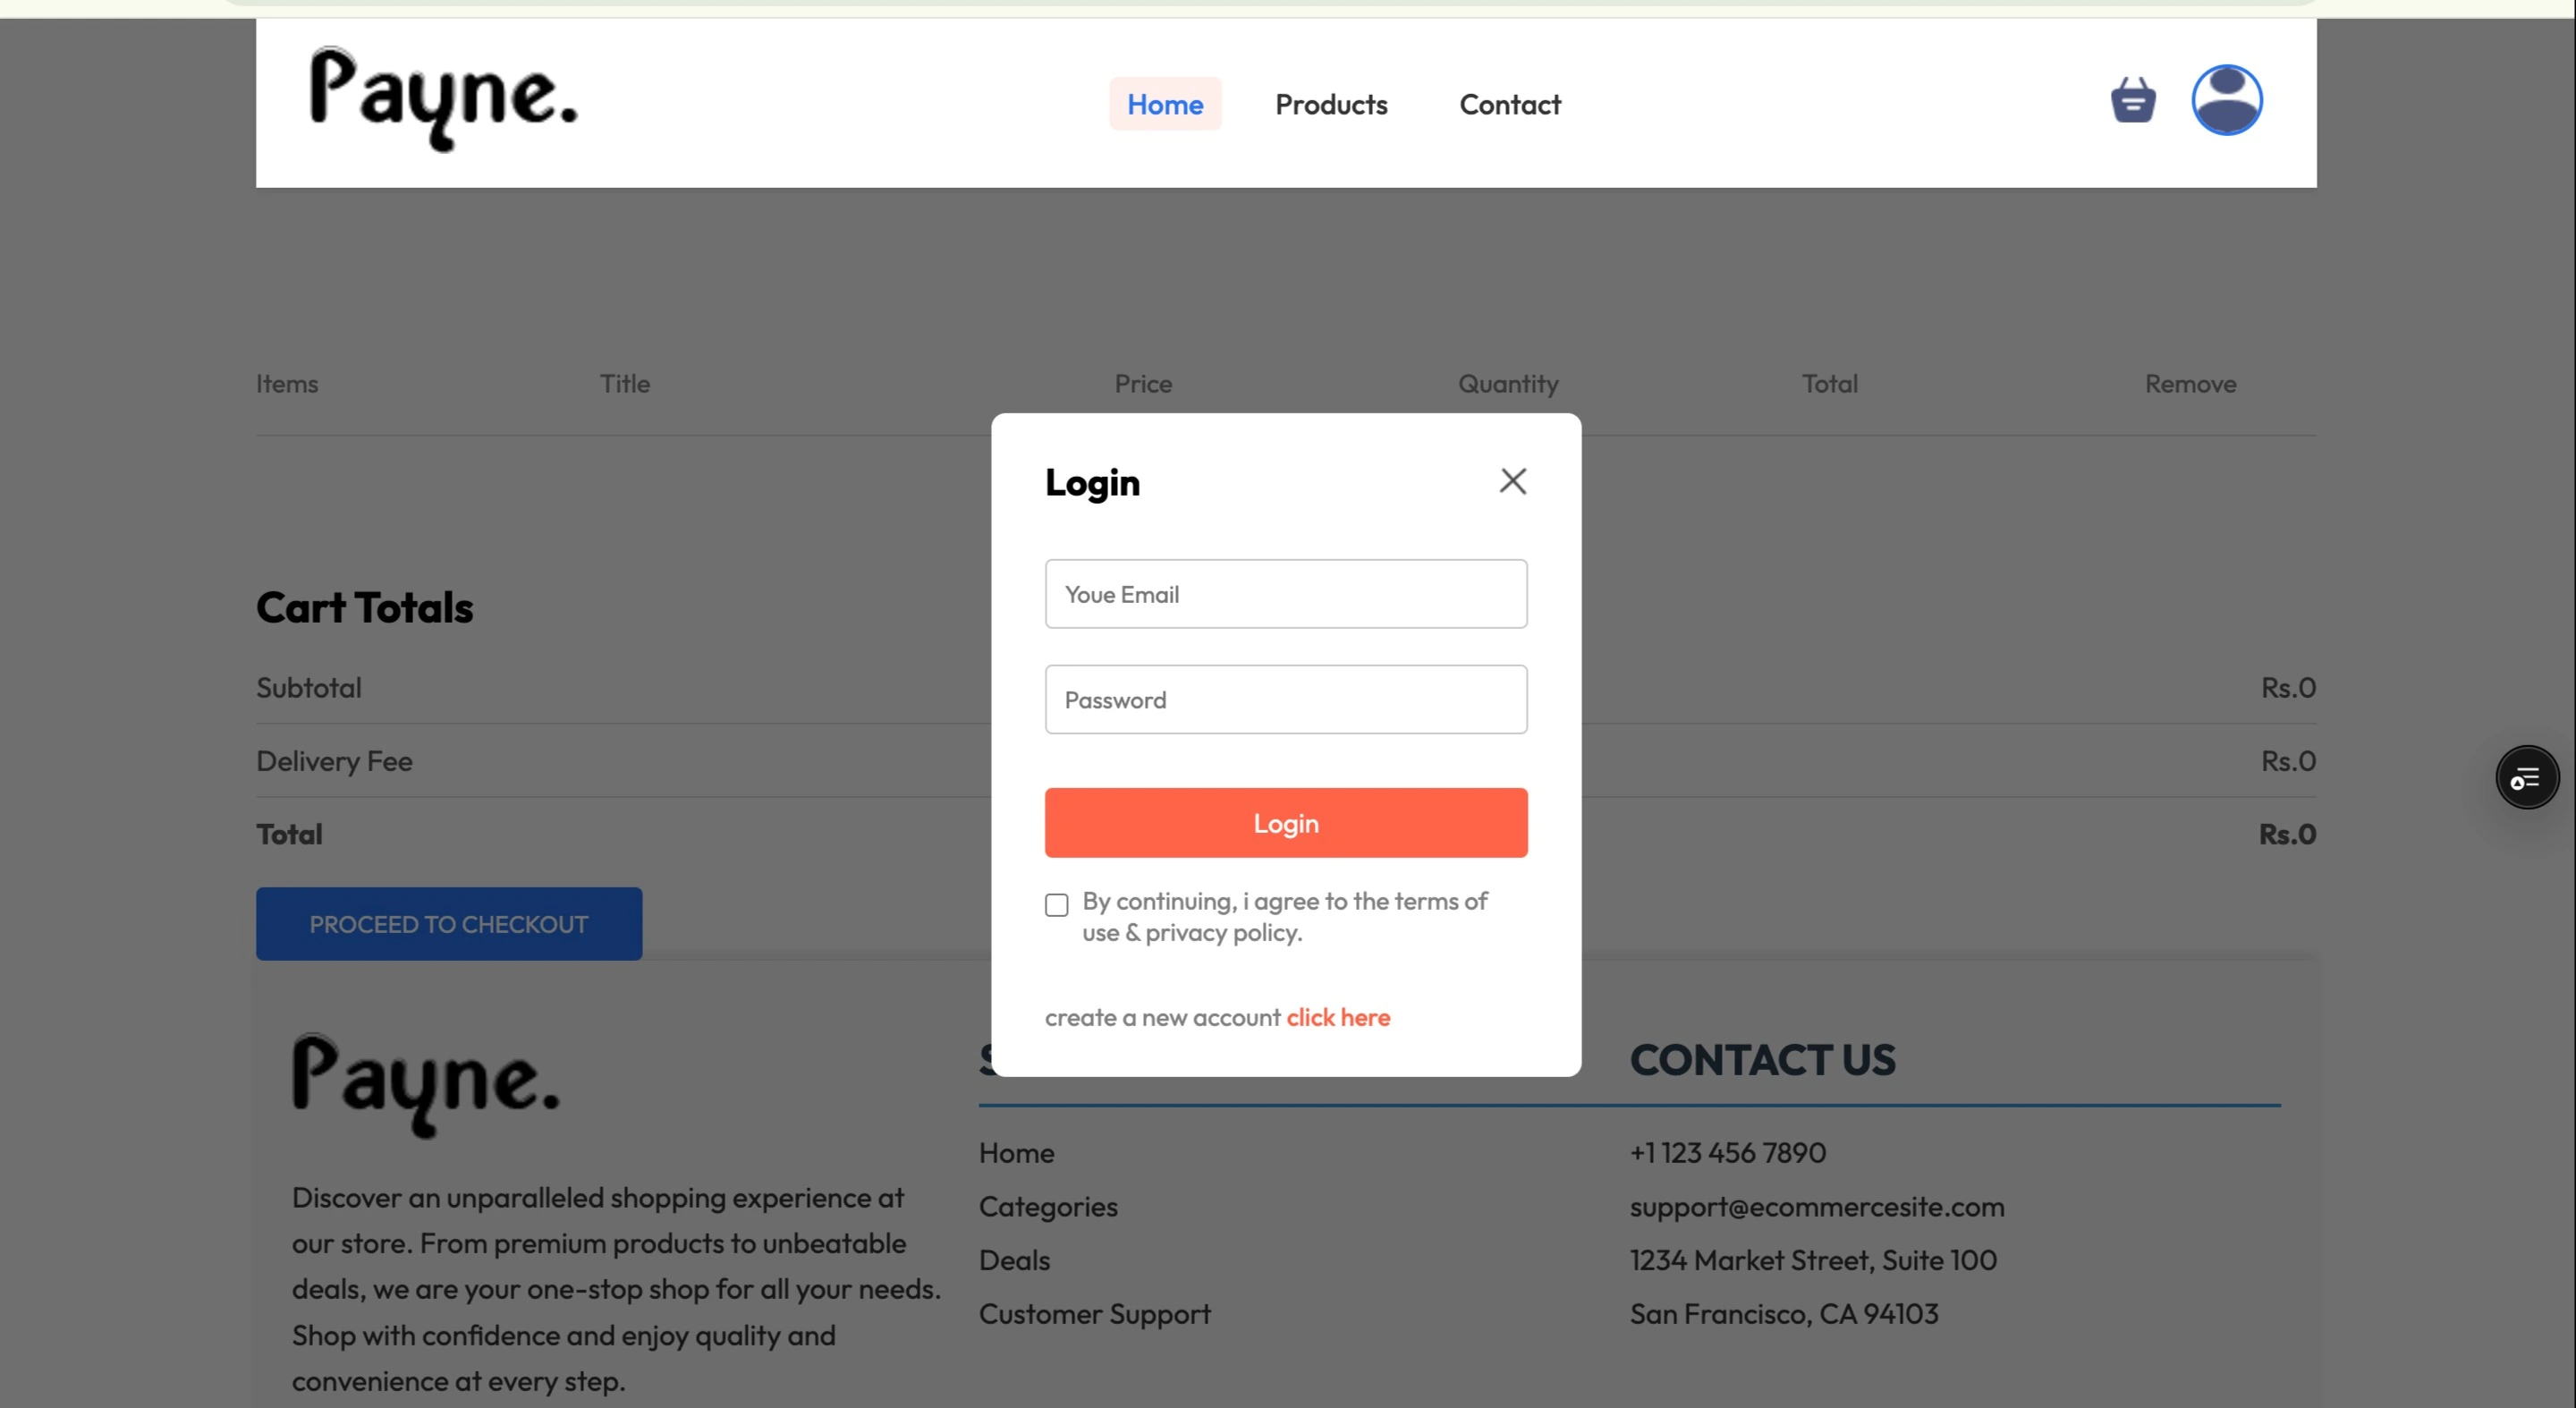 Payne.
Home Products Contact
Items Title Price Quantity Total Remove
Login
Youe Email
Password
Login
By continuing, i agree to the terms of
use & privacy policy.
create a new account click here
Cart Totals
Subtotal Rs.0
Delivery Fee Rs.0
Total Rs.0
PROCEED TO CHECKOUT
Payne.
Discover an unparalleled shopping experience at
our store. From premium products to unbeatable
deals, we are your one-stop shop for all your needs.
Shop with confidence and enjoy quality and
convenience at every step.
Home
Categories
Deals
Customer Support
CONTACT US
+1 123 456 7890
support@ecommercesite.com
1234 Market Street, Suite 100
San Francisco, CA 94103